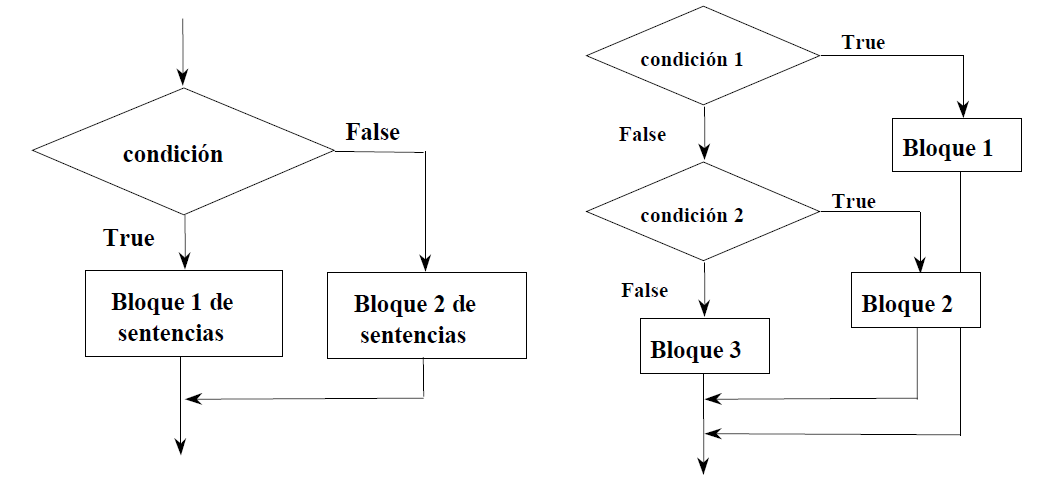 condición
False
True
Bloque 1 de
sentencias
Bloque 2 de
sentencias
condición 1
True
False
Bloque 1
condición 2
True
False
Bloque 2
Bloque 3